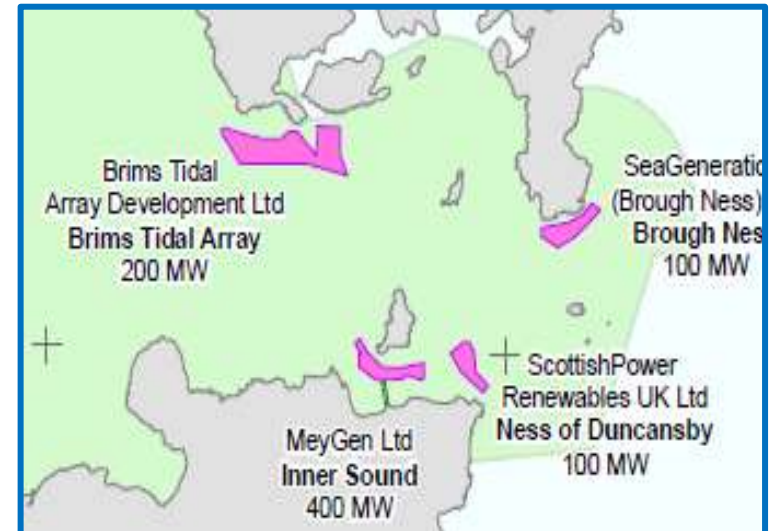 Brims Tidal
Array Development Ltd
Brims Tidal Array
200 MW
SeaGeneratio
(Brough Ness)
Brough Nes
100 MW
ScottishPower
Renewables UK Ltd
Ness of Duncansby
100 MW
MeyGen Ltd
Inner Sound
400 MW